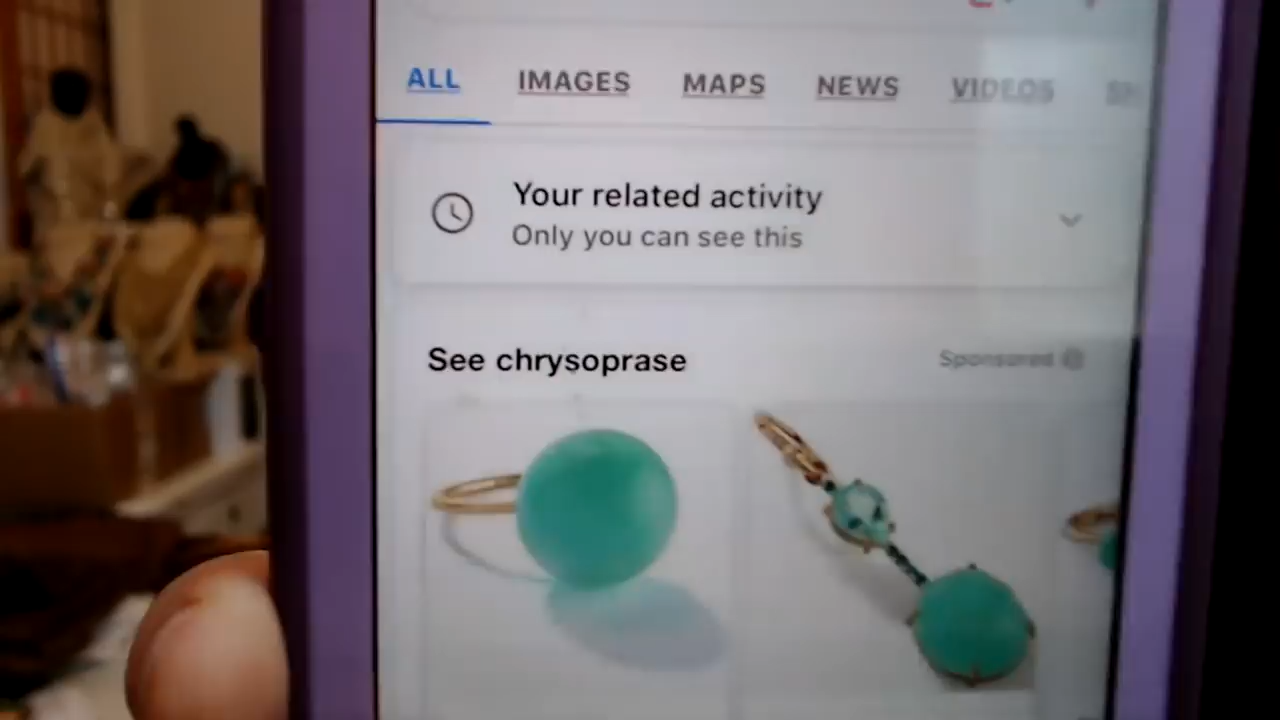 ALL IMAGES MAPS NEWS VIDEOS
Your related activity
Only you can see this
See chrysoprase Sponsored